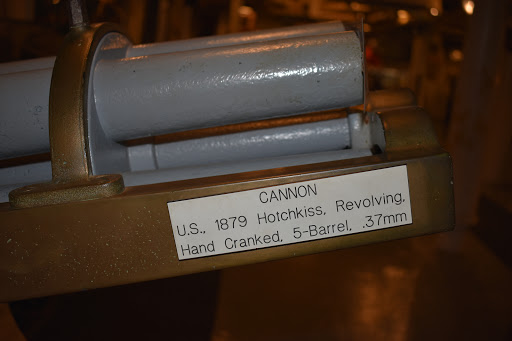 CANNON
U.S., 1879 Hotchkiss, Revolving,
Hand Cranked, 5-Barrel, .37mm